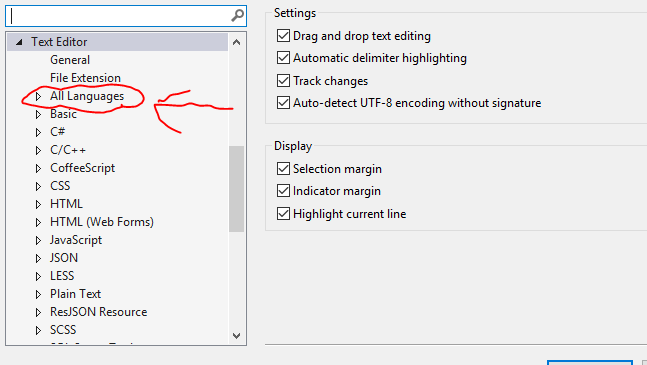 Text Editor
General
File Extension
All Languages
Basic
C#
C/C++
CoffeeScript
CSS
HTML
HTML (Web Forms)
JavaScript
JSON
LESS
Plain Text
ResJSON Resource
SCSS
Settings
Drag and drop text editing
Automatic delimiter highlighting
Track changes
Auto-detect UTF-8 encoding without signature
Display
Selection margin
Indicator margin
Highlight current line